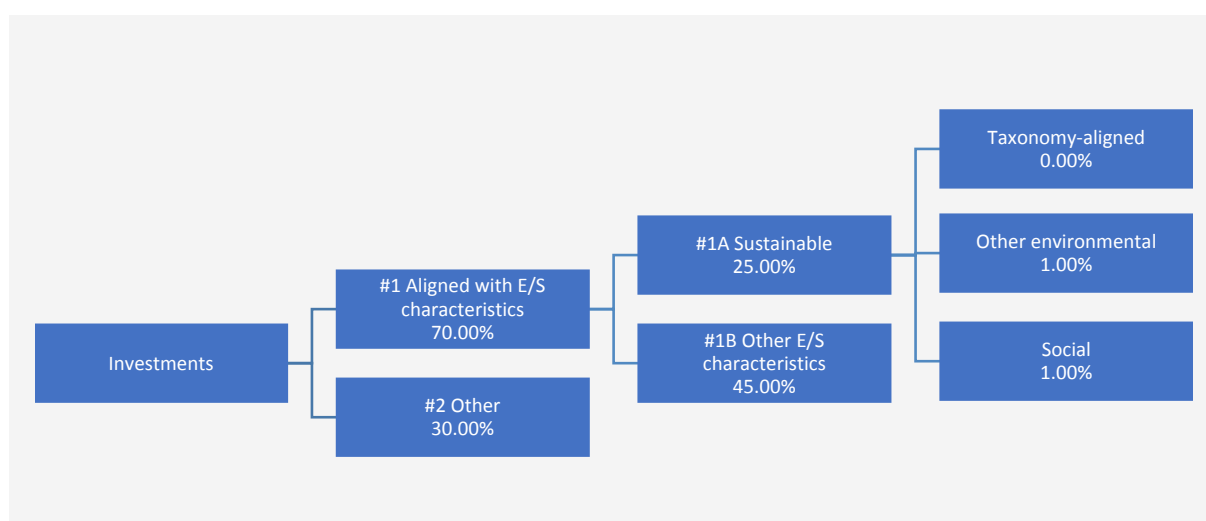 Investments
#1 Aligned with E/S
characteristics
70.00%
#2 Other
30.00%
#1A Sustainable
25.00%
#1B Other E/S
characteristics
45.00%
Taxonomy-aligned
0.00%
Other environmental
1.00%
Social
1.00%